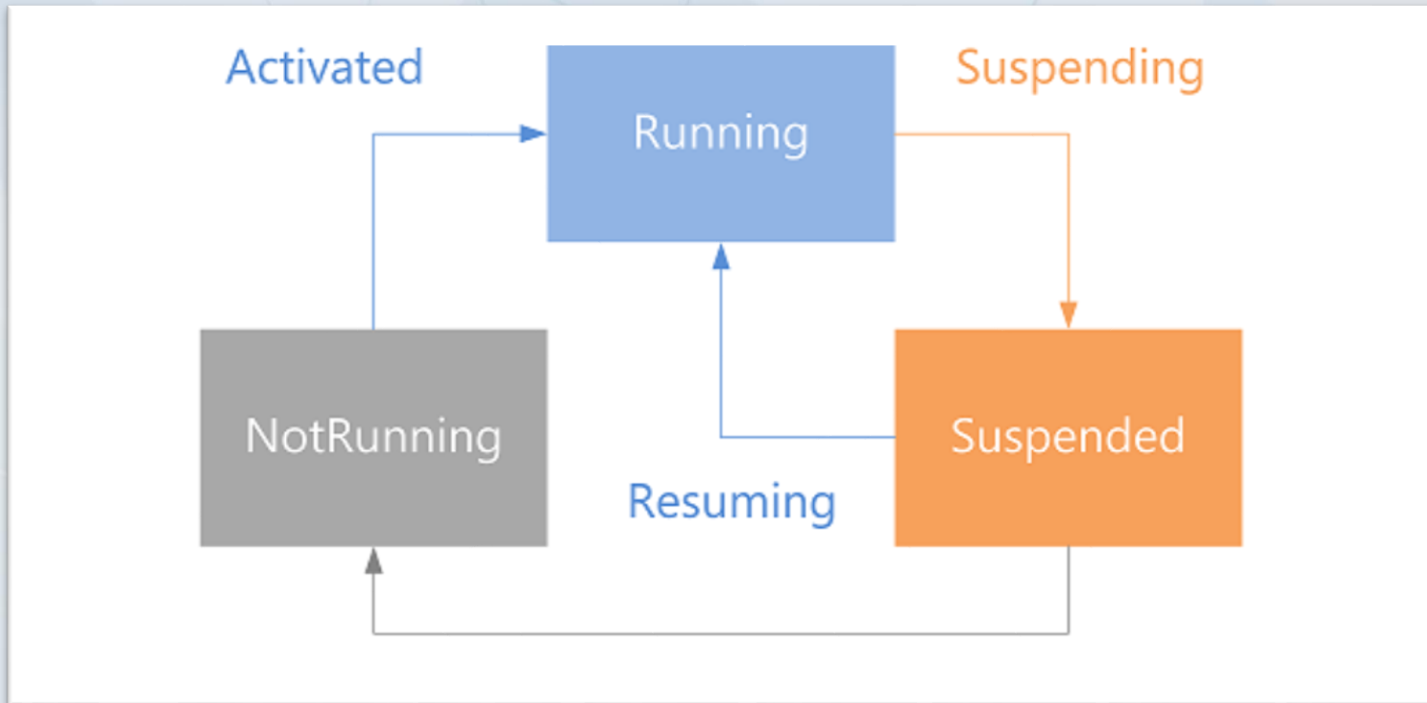 Activated
Suspending
Running
NotRunning
Suspended
Resuming